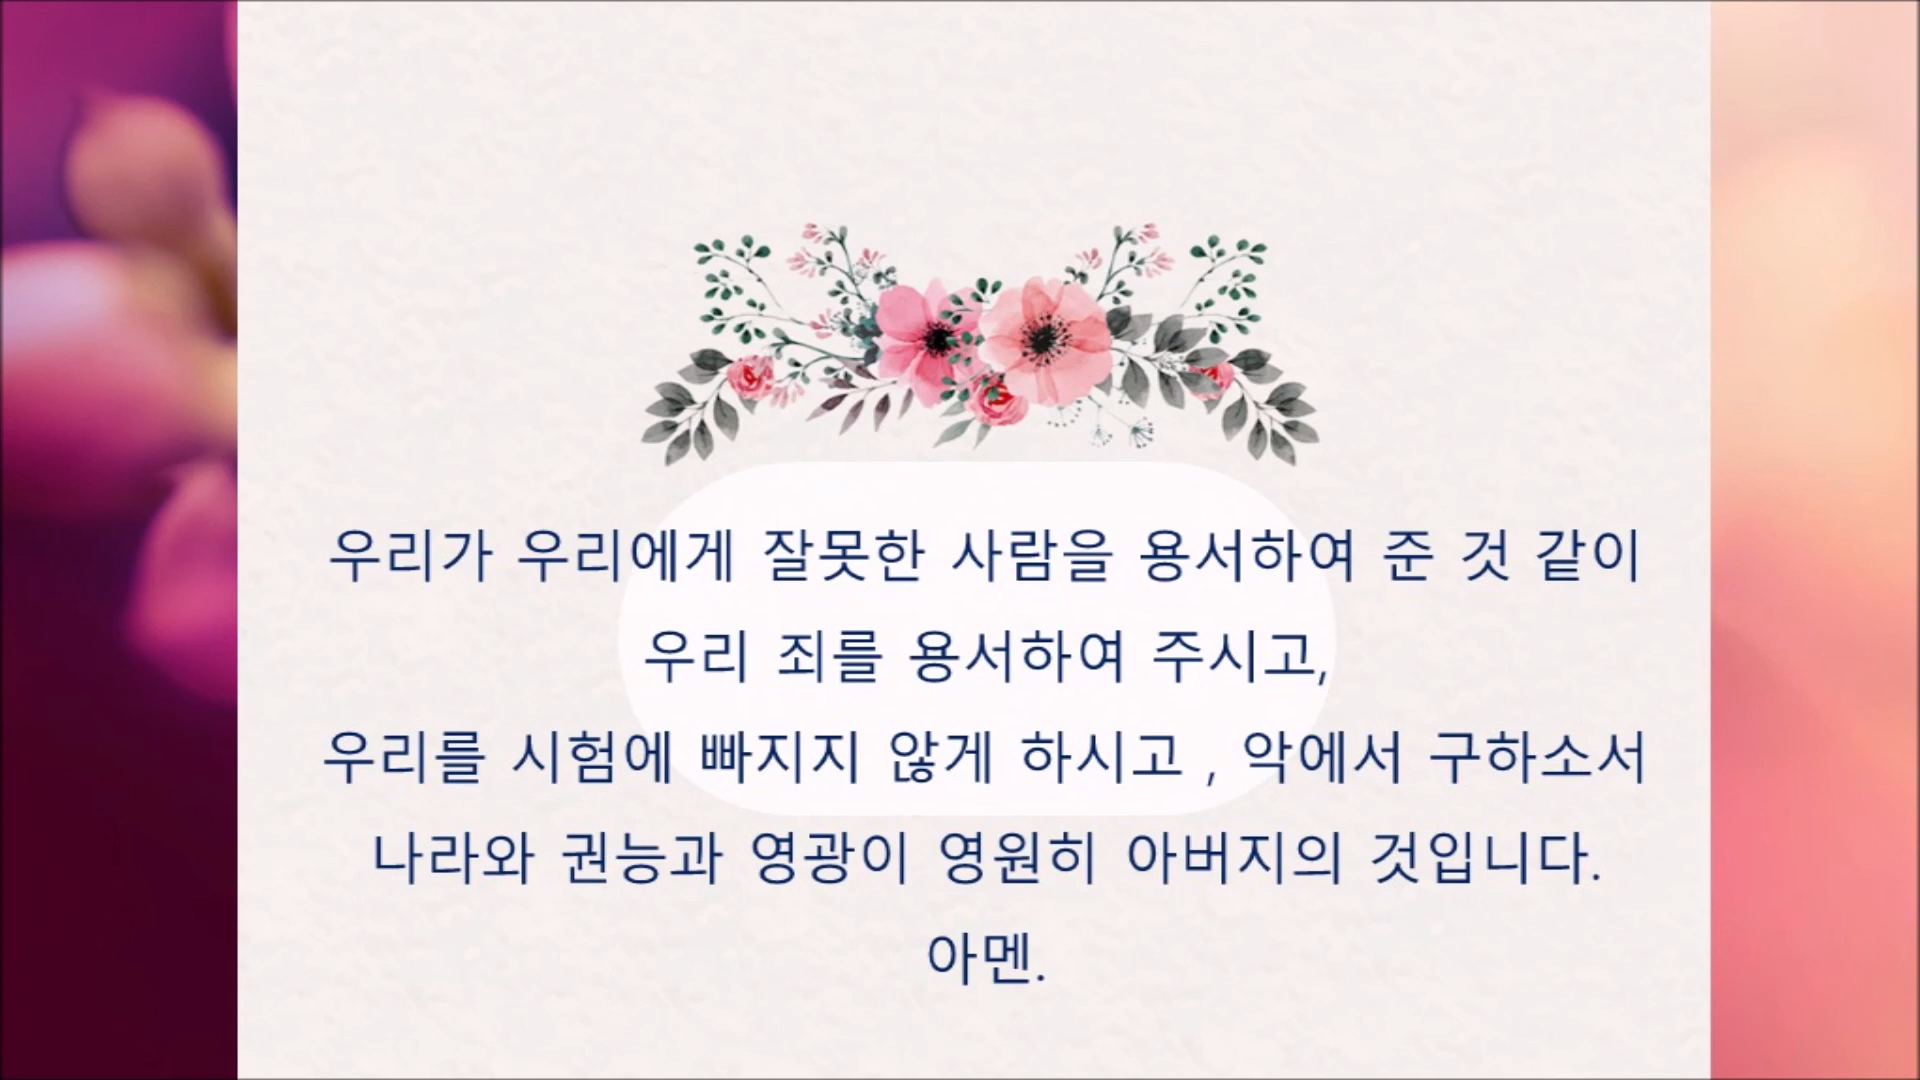 우리가 우리에게 잘못한 사람을 용서하여 준 것 같이
우리 죄를 용서하여 주시고,
우리를 시험에 빠지지 않게 하시고 , 악에서 구하소서
나라와 권능과 영광이 영원히 아버지의 것입니다.
아멘.